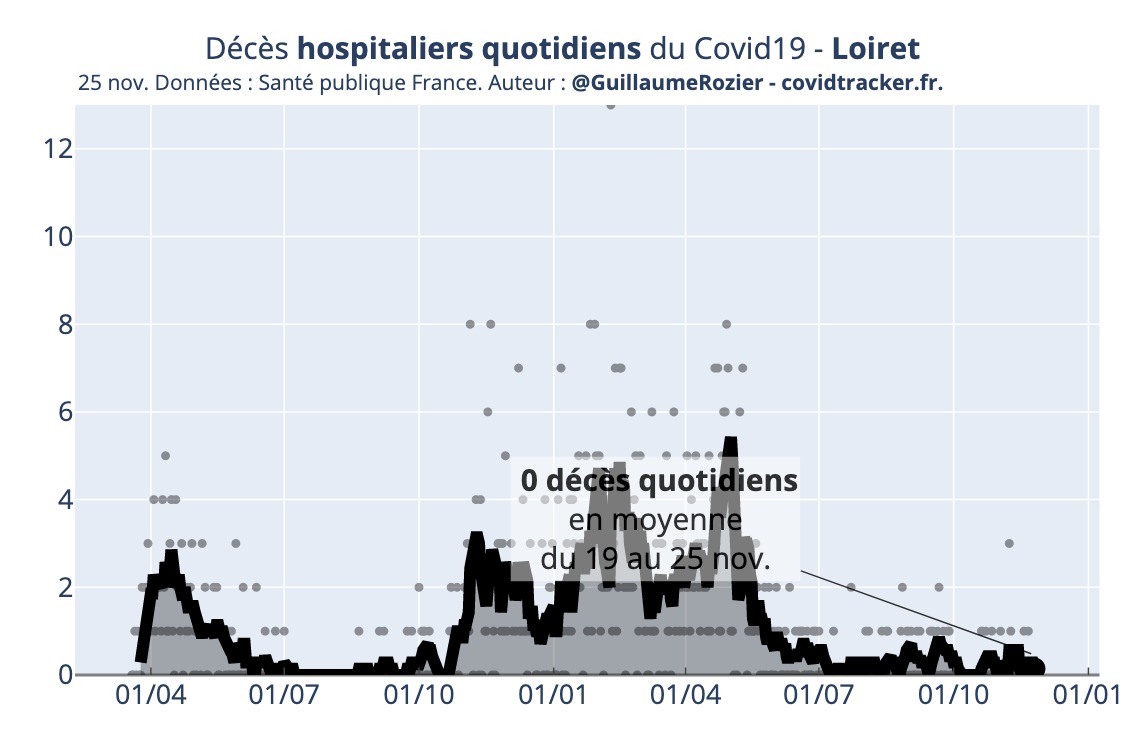 Décès hospitaliers quotidiens du Covid19 - Loiret
25 nov. Données : Santé publique France. Auteur : @GuillaumeRozier - covidtracker.fr.
12
10
8
6
4
2
0
0 décès quotidiens
en moyenne
du 19 au 25 nov.
01/04 01/07 01/10 01/01 01/04 01/07 01/10 01/01